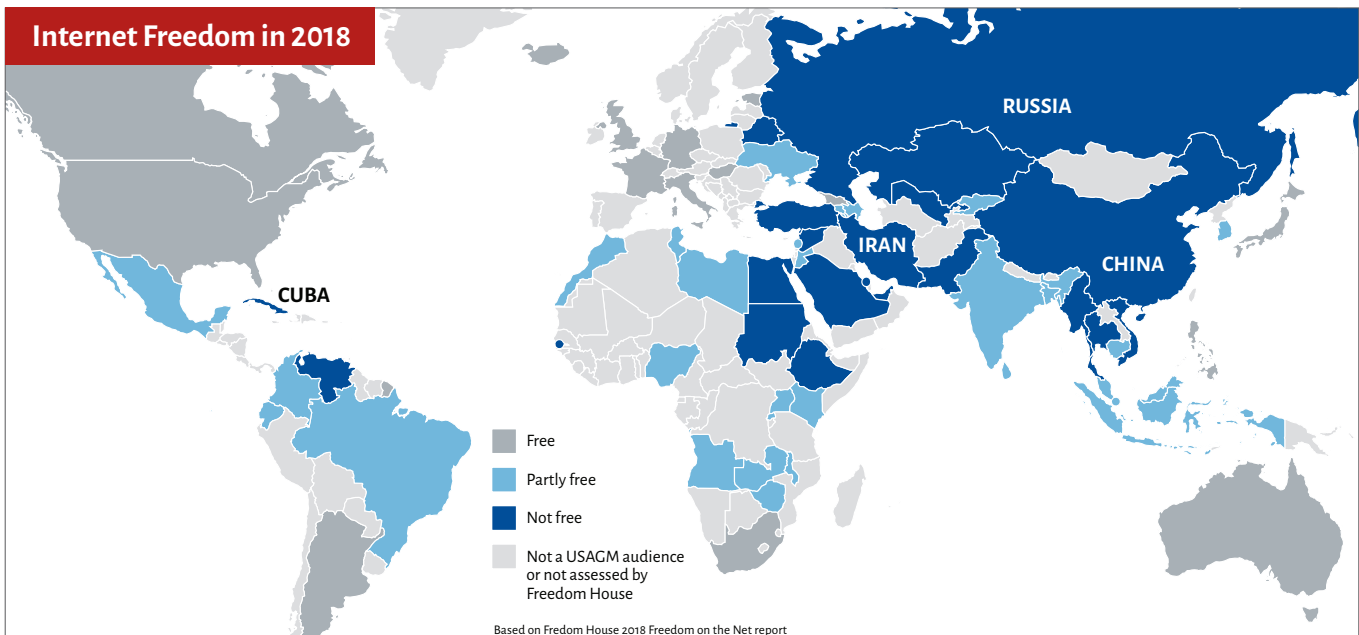 Internet Freedom in 2018
RUSSIA
IRAN
CHINA
CUBA
Free
Partly free
Not free
Not a USAGM audience
or not assessed by
Freedom House
Based on Fredom House 2018 Freedom on the Net report